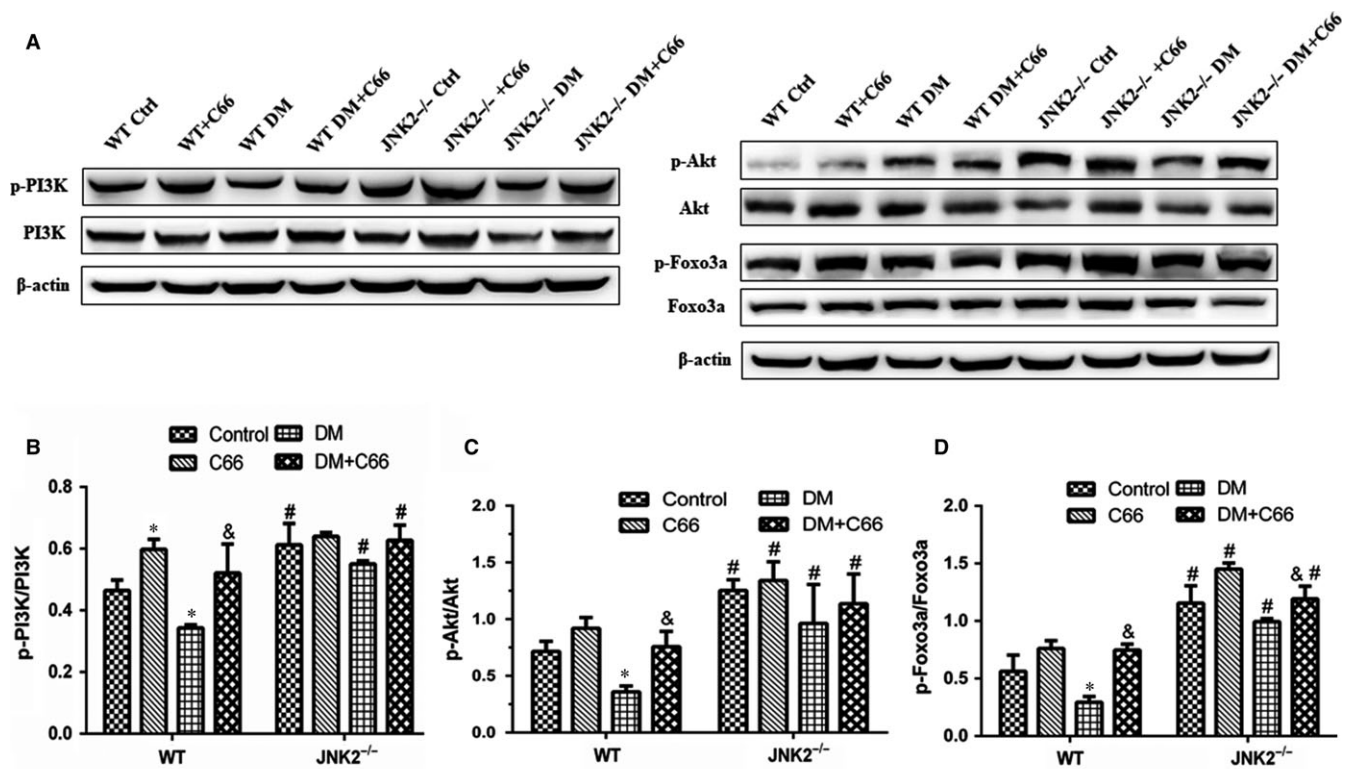 A
WT Ctrl
WT+C66
WT DM
WT DM+C66
JNK2–/– Ctrl
JNK2–/– +C66
JNK2–/– DM
JNK2–/– DM+C66
p-PI3K
PI3K
β-actin
WT Ctrl
WT+C66
WT DM
WT DM+C66
JNK2–/– Ctrl
JNK2–/– +C66
JNK2–/– DM
JNK2–/– DM+C66
p-Akt
Akt
p-Foxo3a
Foxo3a
β-actin
B
Control DM
C66 DM+C66
p-PI3K/PI3K
0.8
0.6
0.4
0.2
0.0
* * & # # #
WT JNK2–/–
C
Control DM
C66 DM+C66
p-Akt/Akt
2.0
1.5
1.0
0.5
0.0
* & # # # #
WT JNK2–/–
D
Control DM
C66 DM+C66
p-Foxo3a/Foxo3a
2.0
1.5
1.0
0.5
0.0
* & # # # & #
WT JNK2–/–